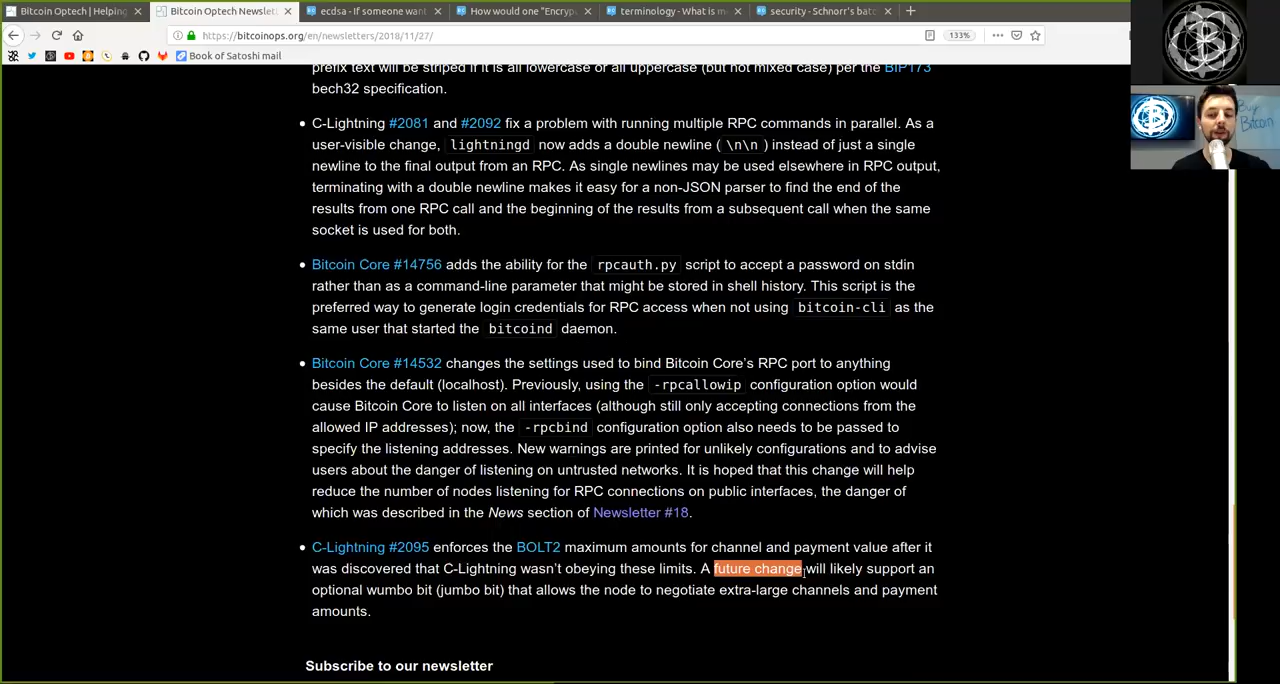 Bitcoin Optech | Helping
Bitcoin Optech Newslet
ecdsa - If someone want
How would one "Encryp
terminology - What is m
security - Schnorr's batc
https://bitcoinops.org/en/newsletters/2018/11/27/
133%
Book of Satoshi mail
Buy
Bitcoin
prefix text will be striped if it is all lowercase or all uppercase (but not mixed case) per the BIP173
bech32 specification.
C-Lightning #2081 and #2092 fix a problem with running multiple RPC commands in parallel. As a
user-visible change, lightningd now adds a double newline ( \n\n ) instead of just a single
newline to the final output from an RPC. As single newlines may be used elsewhere in RPC output,
terminating with a double newline makes it easy for a non-JSON parser to find the end of the
results from one RPC call and the beginning of the results from a subsequent call when the same
socket is used for both.
Bitcoin Core #14756 adds the ability for the rpcauth.py script to accept a password on stdin
rather than as a command-line parameter that might be stored in shell history. This script is the
preferred way to generate login credentials for RPC access when not using bitcoin-cli as the
same user that started the bitcoind daemon.
Bitcoin Core #14532 changes the settings used to bind Bitcoin Core’s RPC port to anything
besides the default (localhost). Previously, using the -rpcallowip configuration option would
cause Bitcoin Core to listen on all interfaces (although still only accepting connections from the
allowed IP addresses); now, the -rpcbind configuration option also needs to be passed to
specify the listening addresses. New warnings are printed for unlikely configurations and to advise
users about the danger of listening on untrusted networks. It is hoped that this change will help
reduce the number of nodes listening for RPC connections on public interfaces, the danger of
which was described in the News section of Newsletter #18.
C-Lightning #2095 enforces the BOLT2 maximum amounts for channel and payment value after it
was discovered that C-Lightning wasn’t obeying these limits. A future change will likely support an
optional wumbo bit (jumbo bit) that allows the node to negotiate extra-large channels and payment
amounts.
Subscribe to our newsletter